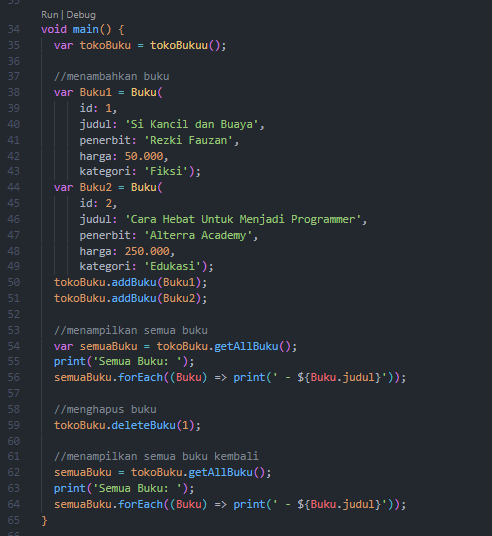 Run | Debug
34 void main() {
35 var tokoBuku = tokoBukuu();
36
37 //menambahkan buku
38 var Buku1 = Buku(
39 id: 1,
40 judul: 'Si Kancil dan Buaya',
41 penerbit: 'Rezki Fauzan',
42 harga: 50.000,
43 kategori: 'Fiksi');
44 var Buku2 = Buku(
45 id: 2,
46 judul: 'Cara Hebat Untuk Menjadi Programmer',
47 penerbit: 'Alterra Academy',
48 harga: 250.000,
49 kategori: 'Edukasi');
50 tokoBuku.addBuku(Buku1);
51 tokoBuku.addBuku(Buku2);
52
53 //menampilkan semua buku
54 var semuaBuku = tokoBuku.getAllBuku();
55 print('Semua Buku: ');
56 semuaBuku.forEach((Buku) => print(' - ${Buku.judul}'));
57
58 //menghapus buku
59 tokoBuku.deleteBuku(1);
60
61 //menampilkan semua buku kembali
62 semuaBuku = tokoBuku.getAllBuku();
63 print('Semua Buku: ');
64 semuaBuku.forEach((Buku) => print(' - ${Buku.judul}'));
65 }